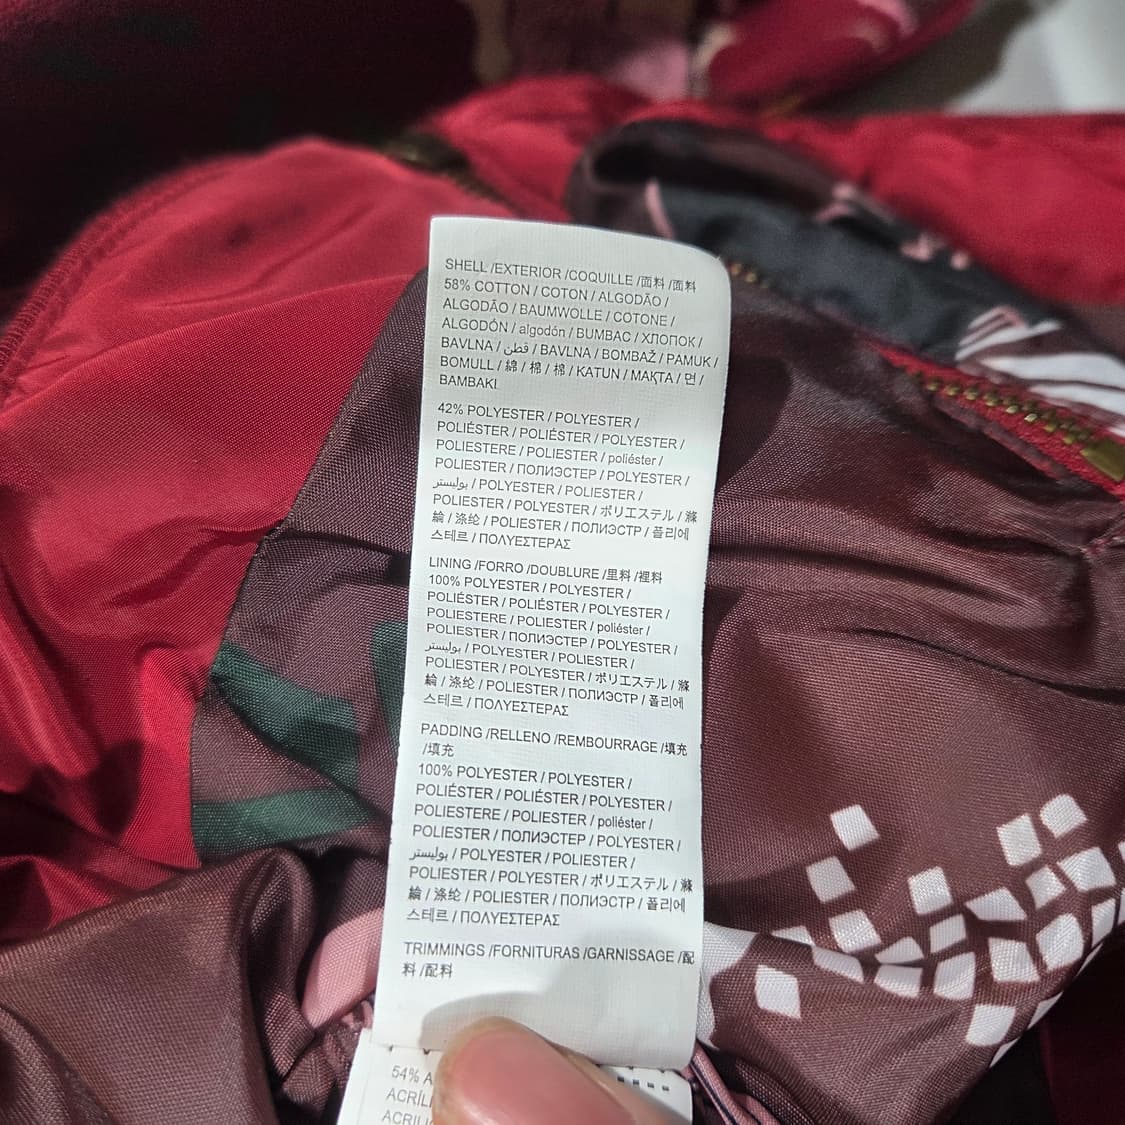 SHELL /EXTERIOR /COQUILLE /面料 /面料
58% COTTON / COTON / ALGODÃO /
ALGODÃO / BAUMWOLLE / COTONE /
ALGODÓN / algodón / BUMBAC / ХЛОПОК /
BAVLNA / قطن / BAVLNA / BOMBAŽ / PAMUK /
BOMULL / 綿 / 棉 / 棉 / KATUN / МАҚТА / 면 /
BAMBAKI
42% POLYESTER / POLYESTER /
POLIÉSTER / POLIÉSTER / POLYESTER /
POLIESTERE / POLIESTER / poliéster /
POLIESTER / ПОЛИЭСТЕР / POLYESTER /
بوليستر / POLYESTER / POLIESTER /
POLIESTER / POLYESTER / ポリエステル / 滌
綸 / 涤纶 / POLIESTER / ПОЛИЭСТР / 폴리에
스테르 / ΠΟΛΥΕΣΤΕΡΑΣ
LINING /FORRO /DOUBLURE /里料 /裡料
100% POLYESTER / POLYESTER /
POLIÉSTER / POLIÉSTER / POLYESTER /
POLIESTERE / POLIESTER / poliéster /
POLIESTER / ПОЛИЭСТЕР / POLYESTER /
بوليستر / POLYESTER / POLIESTER /
POLIESTER / POLYESTER / ポリエステル / 滌
綸 / 涤纶 / POLIESTER / ПОЛИЭСТР / 폴리에
스테르 / ΠΟΛΥΕΣΤΕΡΑΣ
PADDING /RELLENO /REMBOURRAGE /填充
/填充
100% POLYESTER / POLYESTER /
POLIÉSTER / POLIÉSTER / POLYESTER /
POLIESTERE / POLIESTER / poliéster /
POLIESTER / ПОЛИЭСТЕР / POLYESTER /
بوليستر / POLYESTER / POLIESTER /
POLIESTER / POLYESTER / ポリエステル / 滌
綸 / 涤纶 / POLIESTER / ПОЛИЭСТР / 폴리에
스테르 / ΠΟΛΥΕΣΤΕΡΑΣ
TRIMMINGS /FORNITURAS /GARNISSAGE /配
料 /配料
54%